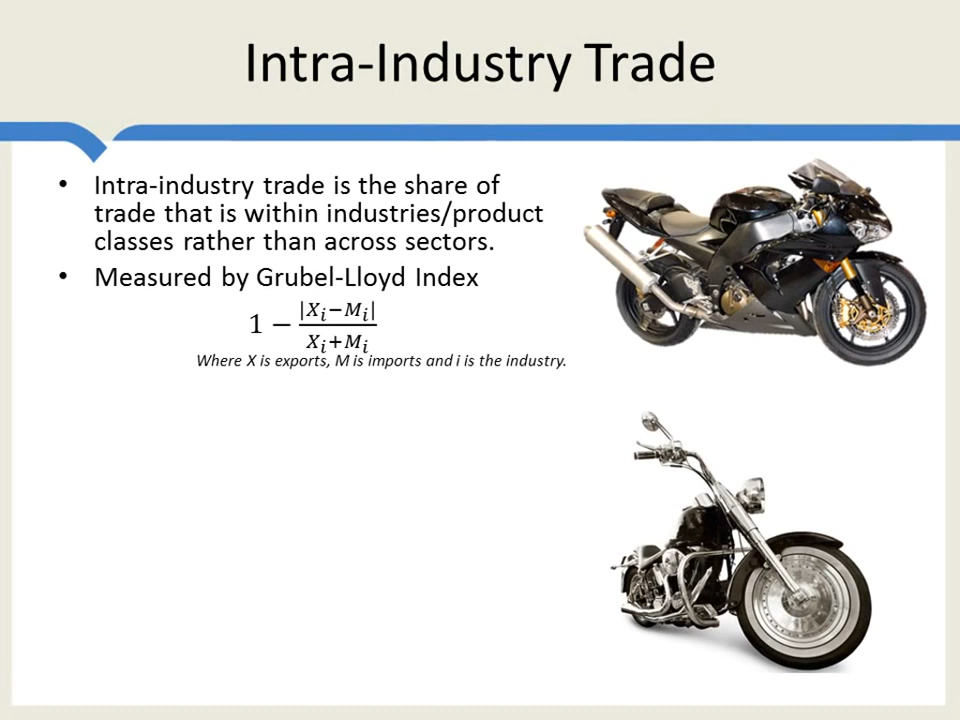 Intra-Industry Trade
• Intra-industry trade is the share of
trade that is within industries/product
classes rather than across sectors.
• Measured by Grubel-Lloyd Index
1 − |Xᵢ−Mᵢ| / Xᵢ+Mᵢ
Where X is exports, M is imports and i is the industry.